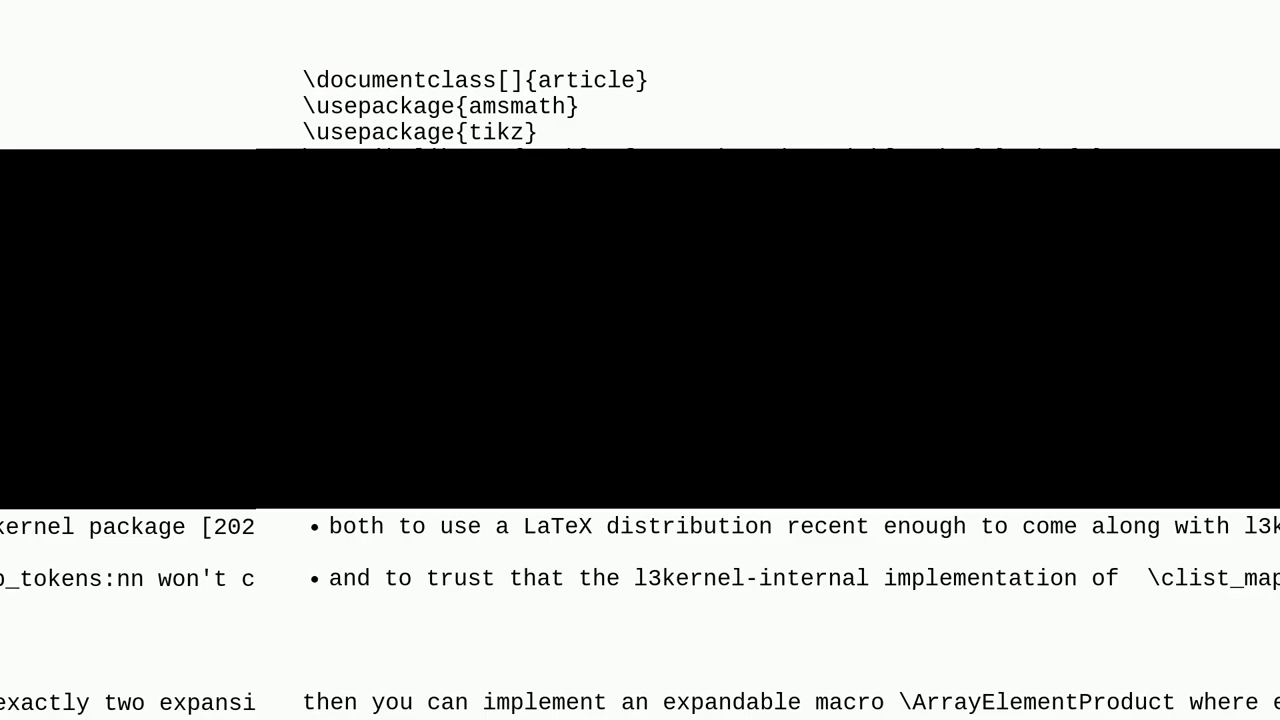 \documentclass[]{article}
\usepackage{amsmath}
\usepackage{tikz}
kernel package [202
• both to use a LaTeX distribution recent enough to come along with l3k
_tokens:nn won't c
• and to trust that the l3kernel-internal implementation of \clist_map
exactly two expansi
then you can implement an expandable macro \ArrayElementProduct where e